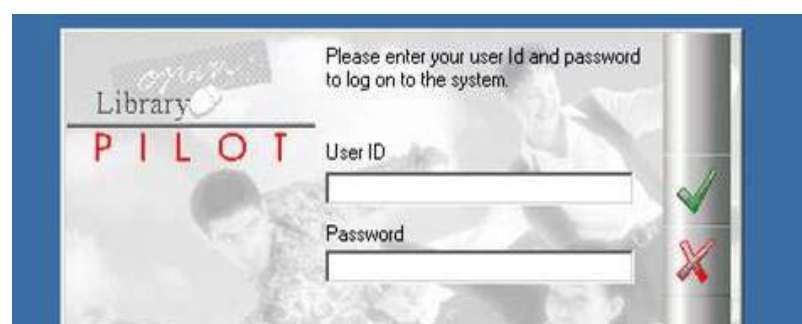 Please enter your user Id and password
to log on to the system.
Library
PILOT
User ID
Password